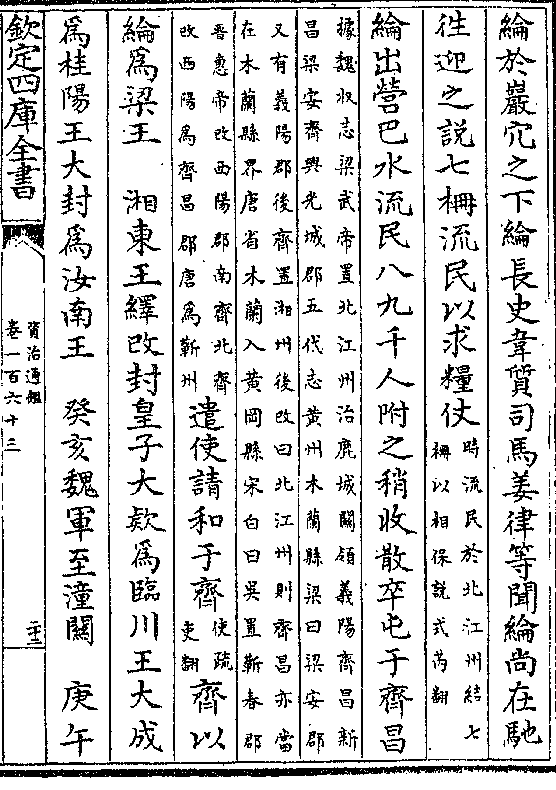 綸於巖穴之下綸長史韋質司馬姜律等聞綸尚在馳
往迎之説七栅流民以求糧仗
時流民於北江州結七
栅以相保説式芮翻
綸出營巴水流民八九千人附之稍收散卒屯于齊昌
據魏收志梁武帝置北江州治鹿城關領義陽齊昌新
昌梁安齊興光城郡五代志黄州木蘭縣梁曰梁安郡
又有義陽郡後齊置湘州後改曰北江州則齊昌亦當
在木蘭縣界唐省木蘭入黄岡縣宋白曰吳置蘄春郡
晉惠帝改西陽郡南齊北齊
改西陽為齊昌郡唐為蘄州
遣使請和于齊
使疏
吏翻
齊以
綸為梁王　湘東王繹改封皇子大款為臨川王大成
為桂陽王大封為汝南王　癸亥魏軍至潼關　庚午
欽定四庫全書
資治通鑑
卷一百六十三